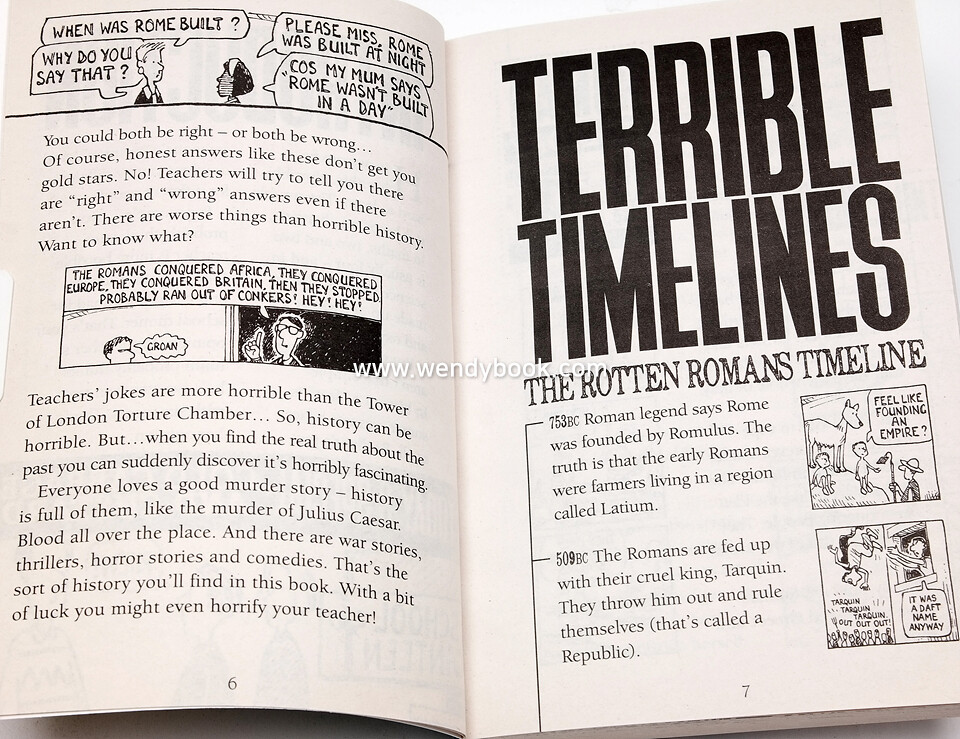 WHEN WAS ROME BUILT ?
PLEASE MISS, ROME
WAS BUILT AT NIGHT
WHY DO YOU
SAY THAT ?
COS MY MUM SAYS
"ROME WASN'T BUILT
IN A DAY"
You could both be right – or both be wrong…
Of course, honest answers like these don't get you
gold stars. No! Teachers will try to tell you there
are "right" and "wrong" answers even if there
aren't. There are worse things than horrible history.
Want to know what?
THE ROMANS CONQUERED AFRICA, THEY CONQUERED
EUROPE, THEY CONQUERED BRITAIN, THEN THEY STOPPED.
PROBABLY RAN OUT OF CONKERS! HEY! HEY!
GROAN
Teachers' jokes are more horrible than the Tower
of London Torture Chamber… So, history can be
horrible. But…when you find the real truth about the
past you can suddenly discover it's horribly fascinating.
Everyone loves a good murder story – history
is full of them, like the murder of Julius Caesar.
Blood all over the place. And there are war stories,
thrillers, horror stories and comedies. That's the
sort of history you'll find in this book. With a bit
of luck you might even horrify your teacher!
6
TERRIBLE
TIMELINES
www.wendybook.com
THE ROTTEN ROMANS TIMELINE
753BC Roman legend says Rome
was founded by Romulus. The
truth is that the early Romans
were farmers living in a region
called Latium.
FEEL LIKE
FOUNDING
AN
EMPIRE?
509BC The Romans are fed up
with their cruel king, Tarquin.
They throw him out and rule
themselves (that's called a
Republic).
TARQUIN
TARQUIN
TARQUIN
OUT OUT OUT!
IT WAS
A DAFT
NAME
ANYWAY
7